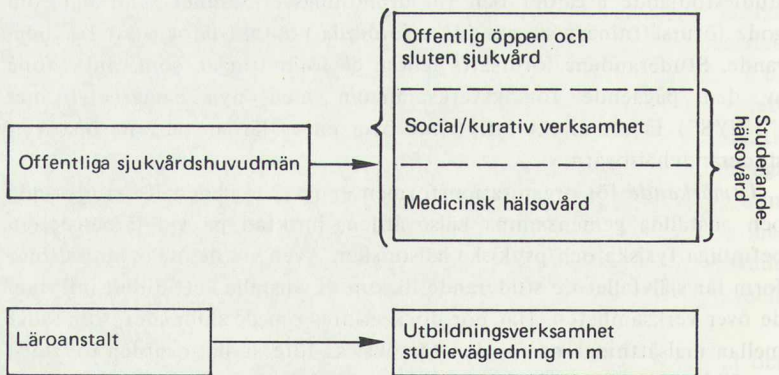 Offentlig öppen och
sluten sjukvård
Social/kurativ verksamhet
Offentliga sjukvårdshuvudmän
Medicinsk hälsovård
Studerande-
hälsovård
Läroanstalt
Utbildningsverksamhet
studievägledning m m